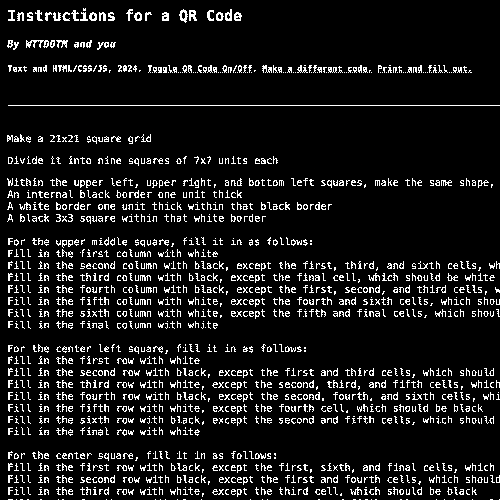 Instructions for a QR Code
By WTTDOTM and you
Text and HTML/CSS/JS, 2024. Toggle QR Code On/Off. Make a different code. Print and fill out.
Make a 21x21 square grid
Divide it into nine squares of 7x7 units each
Within the upper left, upper right, and bottom left squares, make the same shape,
An internal black border one unit thick
A white border one unit thick within that black border
A black 3x3 square within that white border
For the upper middle square, fill it in as follows:
Fill in the first column with white
Fill in the second column with black, except the first, third, and sixth cells, wh
Fill in the third column with black, except the final cell, which should be white
Fill in the fourth column with black, except the first, second, and third cells, w
Fill in the fifth column with white, except the fourth and sixth cells, which shou
Fill in the sixth column with white, except the fifth and final cells, which shoul
Fill in the final column with white
For the center left square, fill it in as follows:
Fill in the first row with white
Fill in the second row with black, except the first and third cells, which should
Fill in the third row with white, except the second, third, and fifth cells, which
Fill in the fourth row with black, except the second, fourth, and sixth cells, whi
Fill in the fifth row with white, except the fourth cell, which should be black
Fill in the sixth row with black, except the second and fifth cells, which should
Fill in the final row with white
For the center square, fill it in as follows:
Fill in the first row with black, except the first, sixth, and final cells, which
Fill in the second row with black, except the first and fourth cells, which should
Fill in the third row with white, except the third cell, which should be black